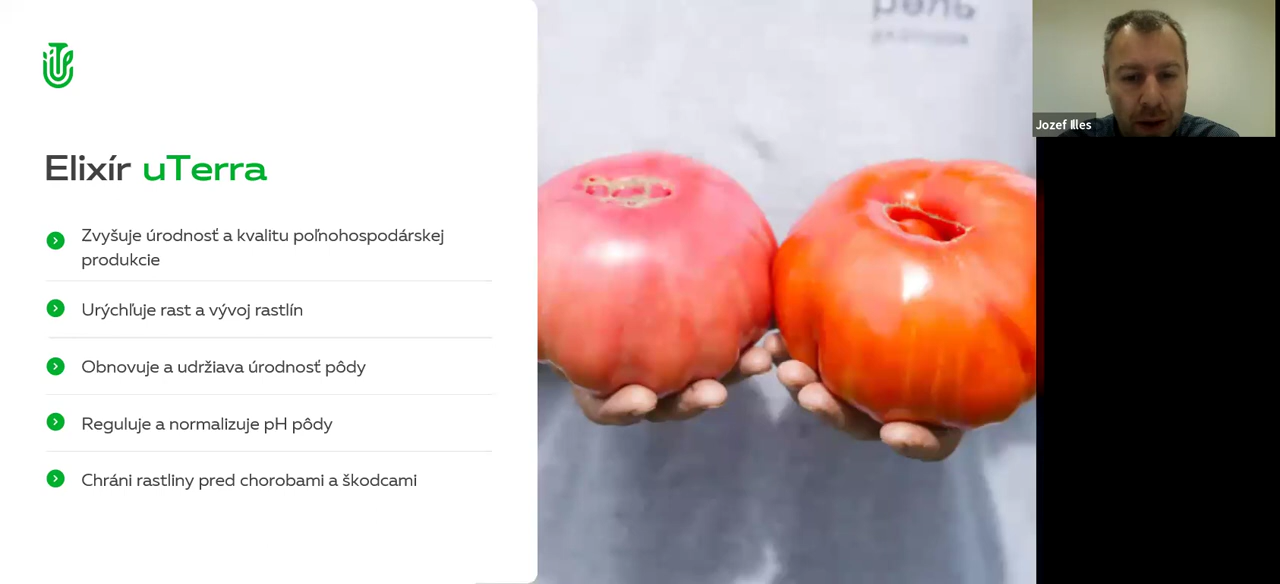 Elixír uTerra
Zvyšuje úrodnosť a kvalitu poľnohospodárskej
produkcie
Urýchľuje rast a vývoj rastlín
Obnovuje a udržiava úrodnosť pôdy
Reguluje a normalizuje pH pôdy
Chráni rastliny pred chorobami a škodcami
Jozef Illes